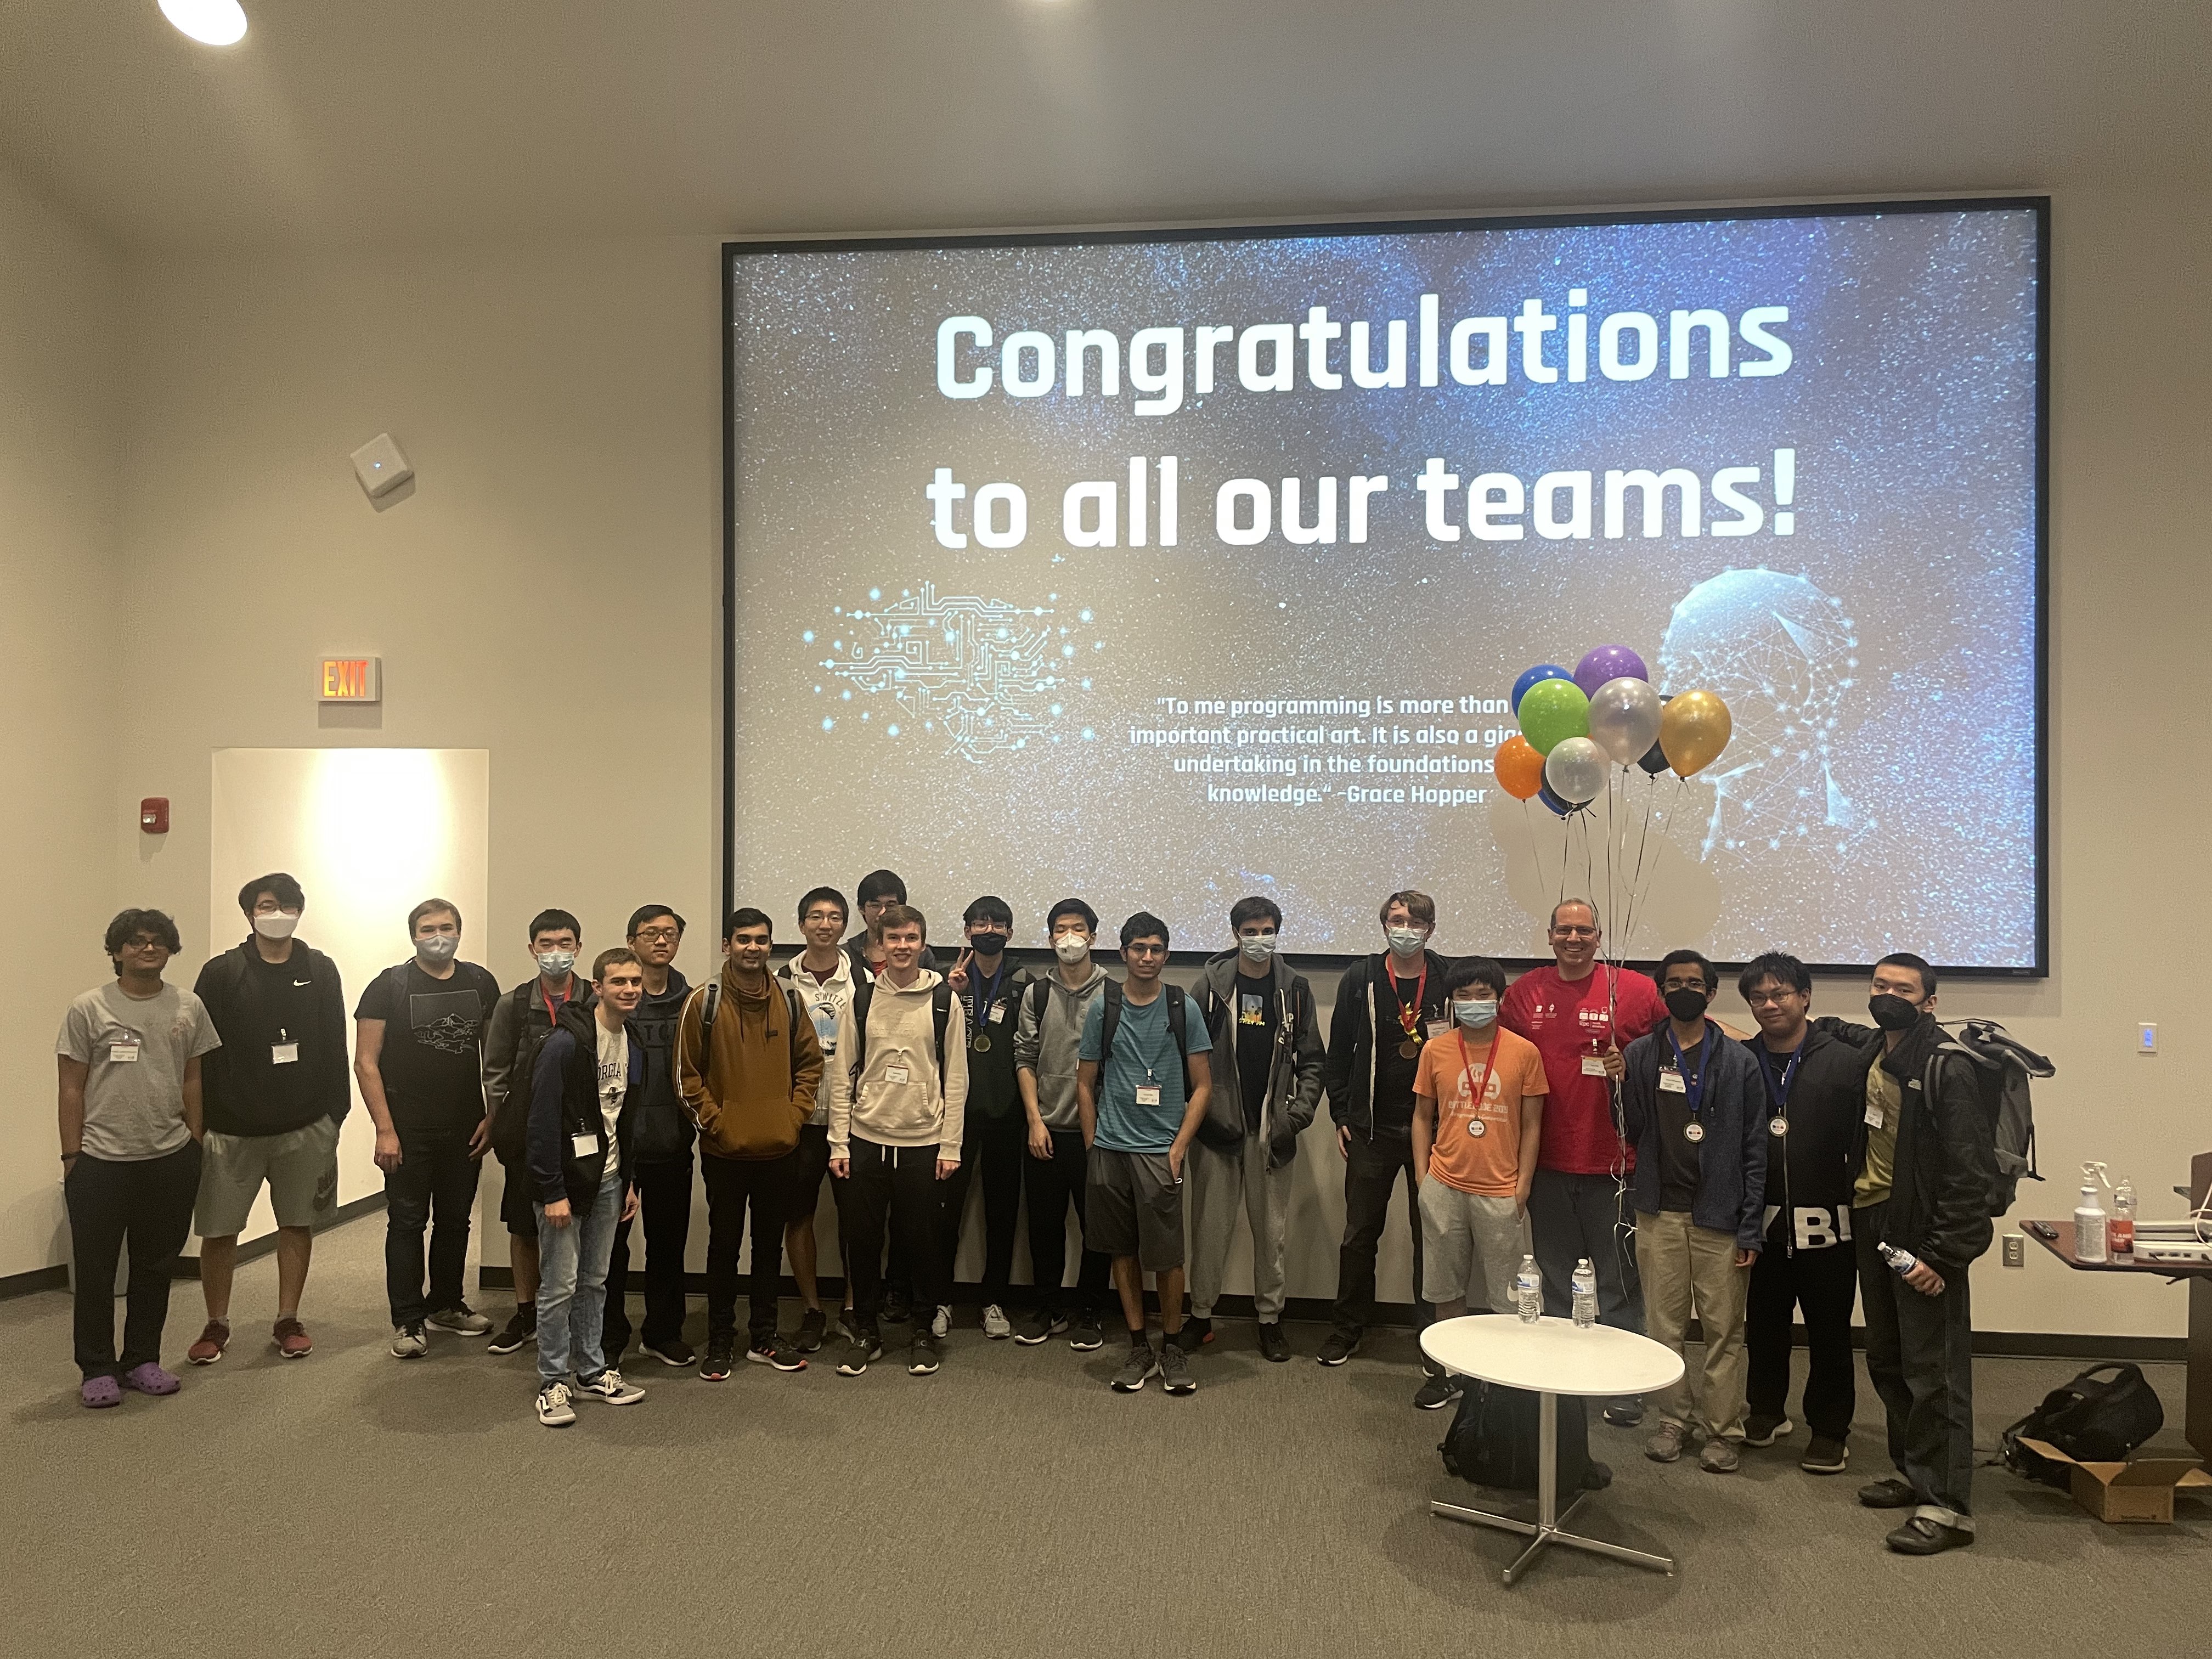 Congratulations
to all our teams!
"To me programming is more than
important practical art. It is also a
undertaking in the foundations
knowledge.“ -Grace Hopper
EXIT